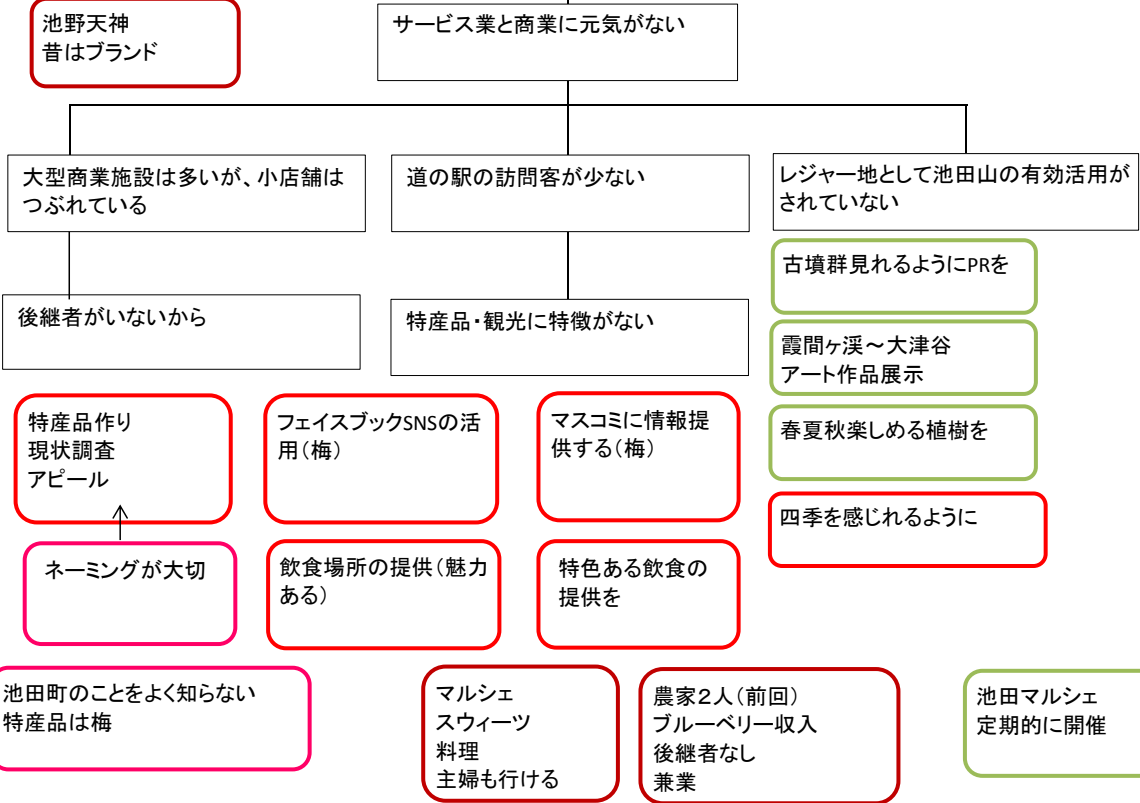 池野天神
昔はブランド
サービス業と商業に元気がない
大型商業施設は多いが、小店舗は
つぶれている
道の駅の訪問客が少ない
レジャー地として池田山の有効活用が
されていない
後継者がいないから
特産品・観光に特徴がない
古墳群見れるようにPRを
霞間ヶ渓～大津谷
アート作品展示
春夏秋楽しめる植樹を
四季を感じれるように
特産品作り
現状調査
アピール
フェイスブックSNSの活
用（梅）
マスコミに情報提
供する（梅）
ネーミングが大切
飲食場所の提供（魅力
ある）
特色ある飲食の
提供を
池田町のことをよく知らない
特産品は梅
マルシェ
スウィーツ
料理
主婦も行ける
農家２人（前回）
ブルーベリー収入
後継者なし
兼業
池田マルシェ
定期的に開催